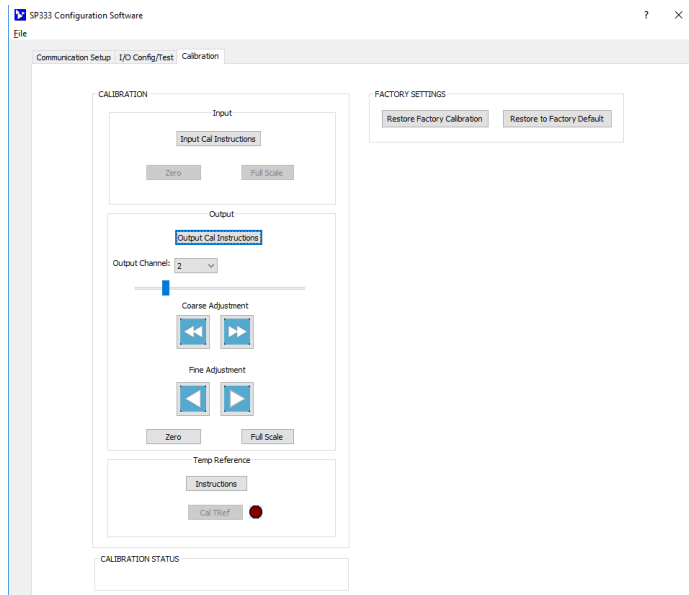 SP333 Configuration Software
?
File
Communication Setup I/O Config/Test Calibration
CALIBRATION
Input
Input Cal Instructions
Zero Full Scale
Output
Output Cal Instructions
Output Channel: 2
Coarse Adjustment
Fine Adjustment
Zero Full Scale
Temp Reference
Instructions
Cal TRef
CALIBRATION STATUS
FACTORY SETTINGS
Restore Factory Calibration Restore to Factory Default